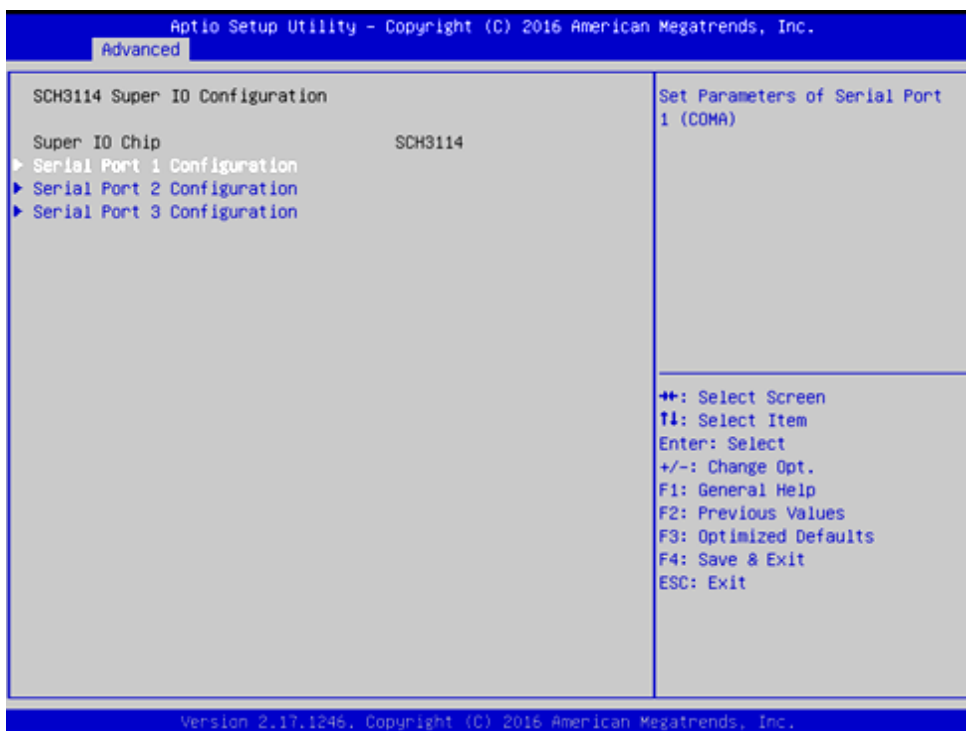 Aptio Setup Utility – Copyright (C) 2016 American Megatrends, Inc.
Advanced
SCH3114 Super IO Configuration
Super IO Chip SCH3114
▶ Serial Port 1 Configuration
▶ Serial Port 2 Configuration
▶ Serial Port 3 Configuration
Set Parameters of Serial Port
1 (COMA)
→←: Select Screen
↑↓: Select Item
Enter: Select
+/-: Change Opt.
F1: General Help
F2: Previous Values
F3: Optimized Defaults
F4: Save & Exit
ESC: Exit
Version 2.17.1246. Copyright (C) 2016 American Megatrends, Inc.